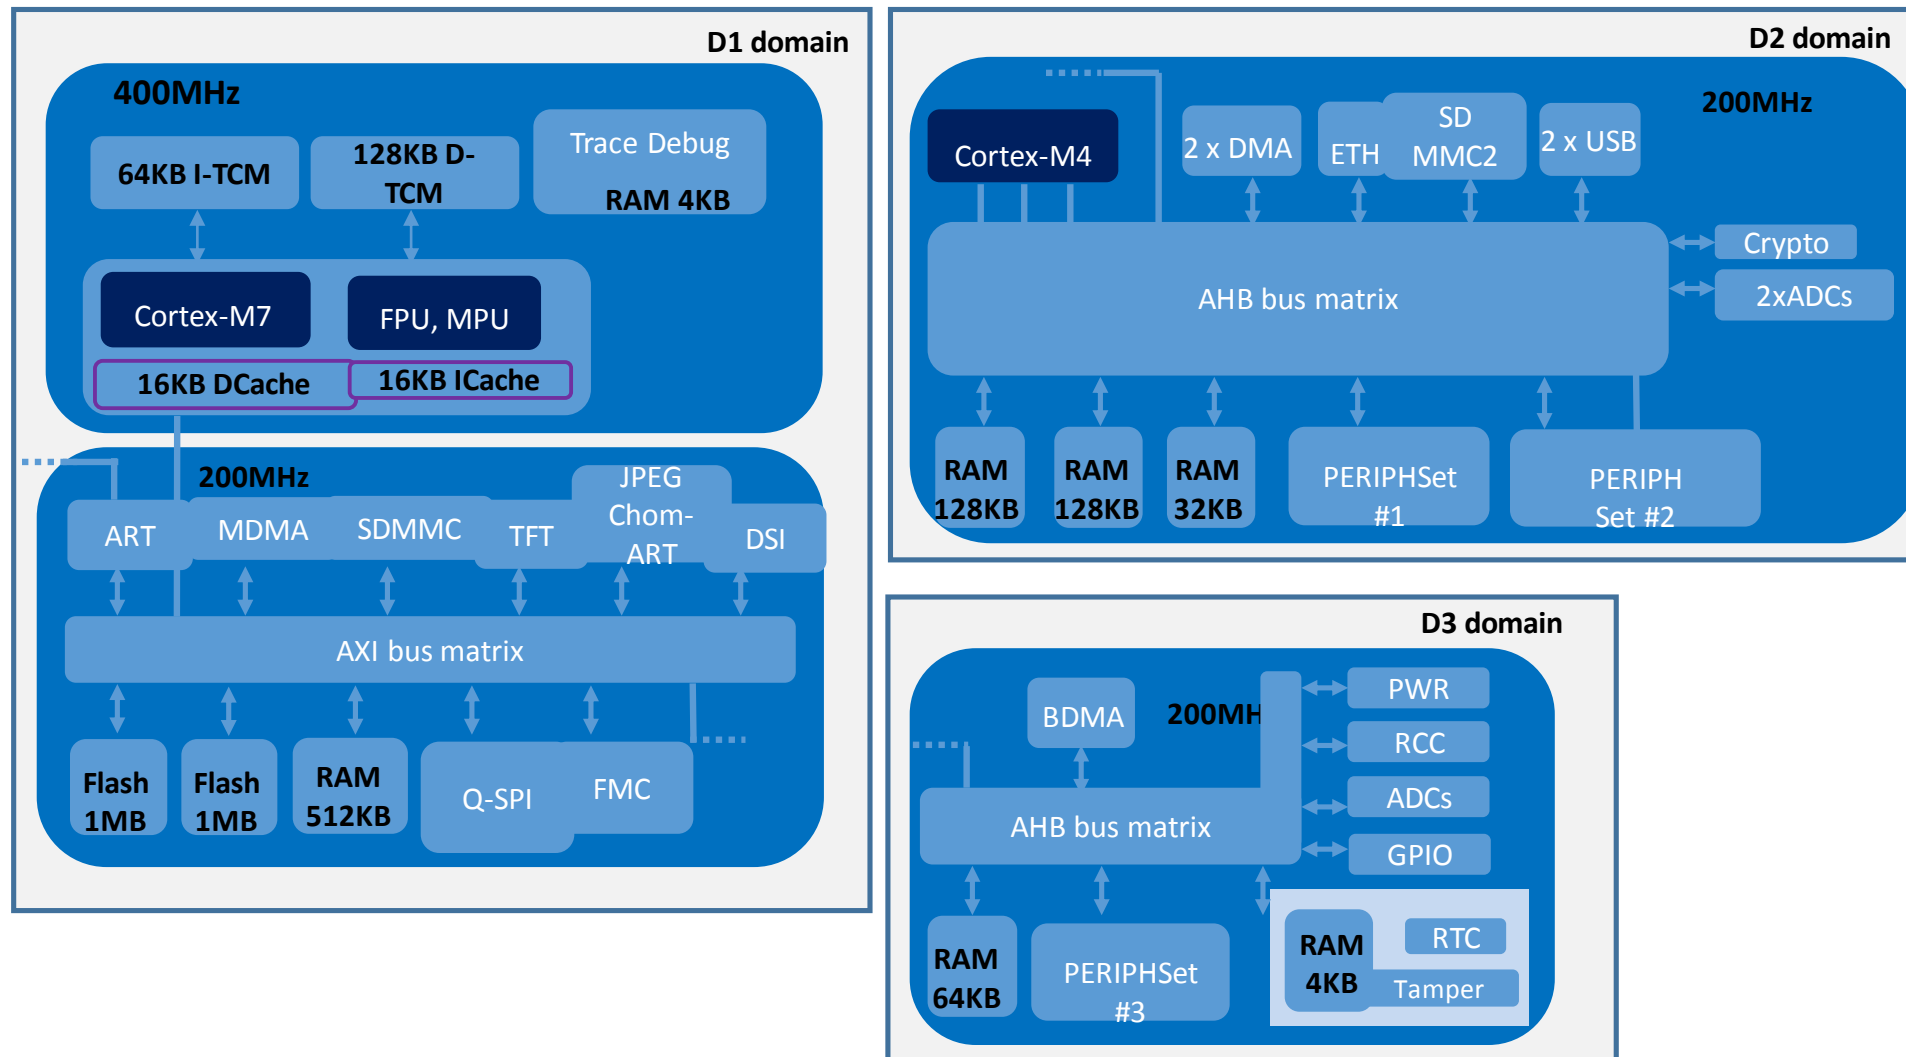 D1 domain
400MHz
64KB I-TCM
128KB D-
TCM
Trace Debug
RAM 4KB
Cortex-M7
FPU, MPU
16KB DCache
16KB ICache
200MHz
ART
MDMA
SDMMC
TFT
JPEG
Chom-
ART
DSI
AXI bus matrix
Flash
1MB
Flash
1MB
RAM
512KB
Q-SPI
FMC
D2 domain
200MHz
Cortex-M4
2 x DMA
ETH
SD
MMC2
2 x USB
AHB bus matrix
Crypto
2xADCs
RAM
128KB
RAM
128KB
RAM
32KB
PERIPHSet
#1
PERIPH
Set #2
D3 domain
BDMA
200MH
AHB bus matrix
PWR
RCC
ADCs
GPIO
RAM
64KB
PERIPHSet
#3
RAM
4KB
RTC
Tamper